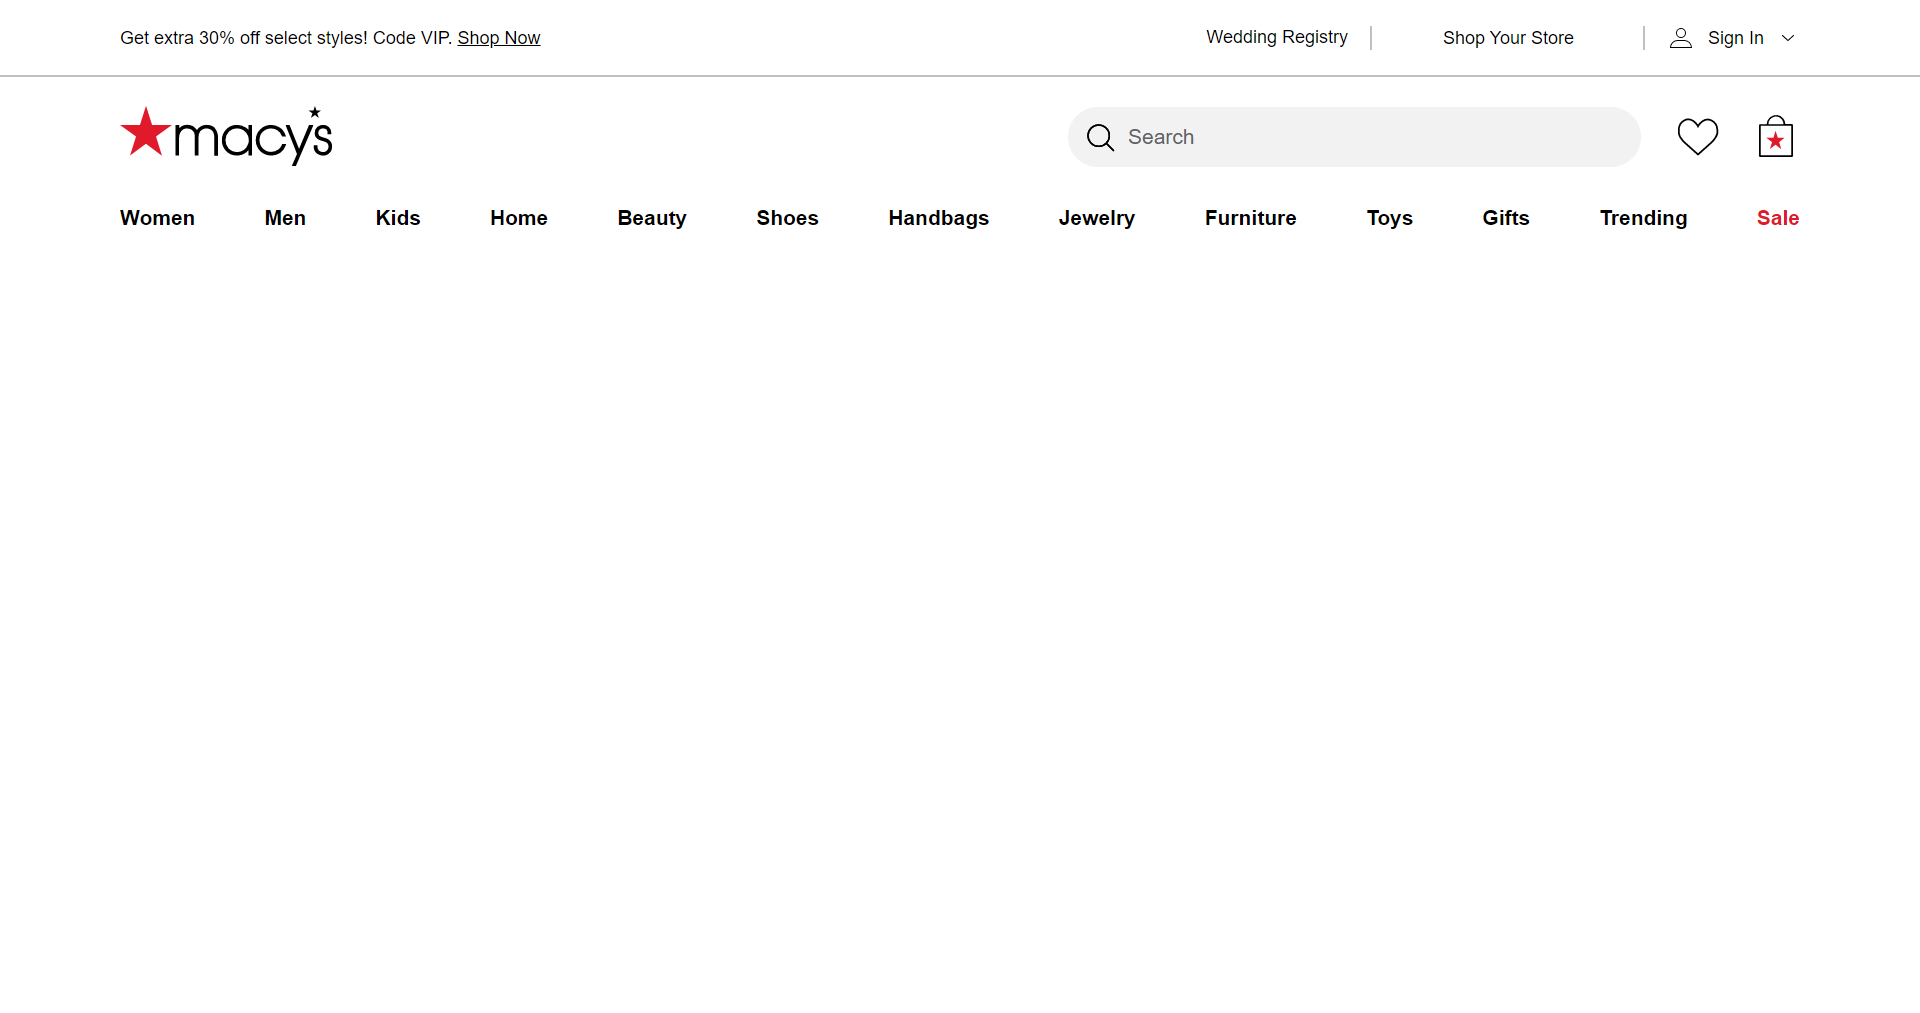 Get extra 30% off select styles! Code VIP. Shop Now
Wedding Registry
Shop Your Store
Sign In
macy's
Search
Women Men Kids Home Beauty Shoes Handbags Jewelry Furniture Toys Gifts Trending Sale